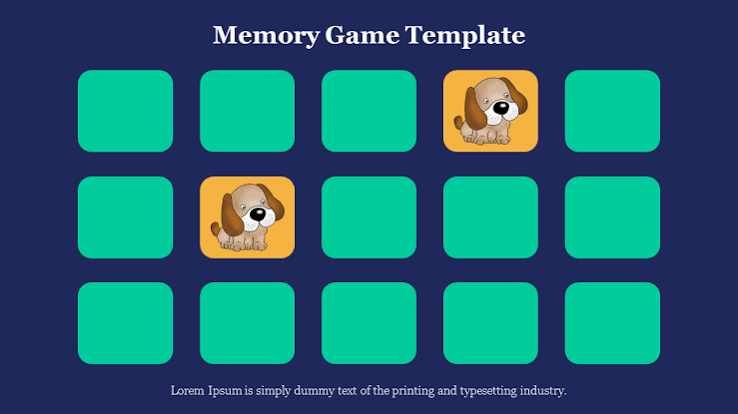 Memory Game Template
Lorem Ipsum is simply dummy text of the printing and typesetting industry.